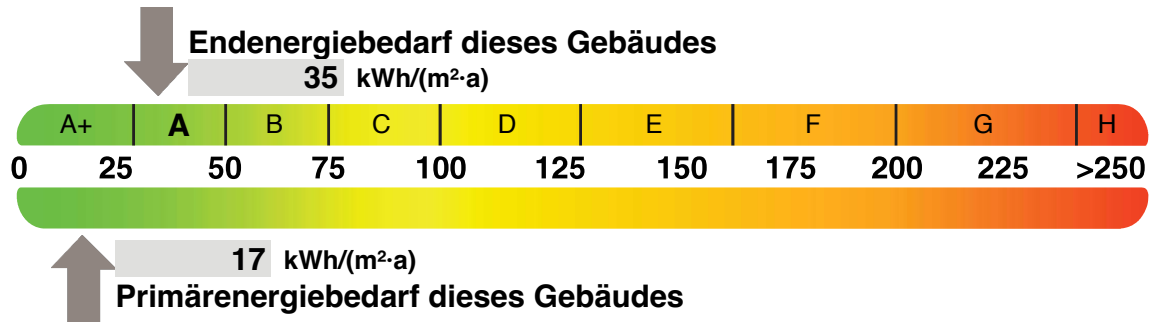 Endenergiebedarf dieses Gebäudes
35 kWh/(m²·a)
A+ A B C D E F G H
0 25 50 75 100 125 150 175 200 225 >250
17 kWh/(m²·a)
Primärenergiebedarf dieses Gebäudes